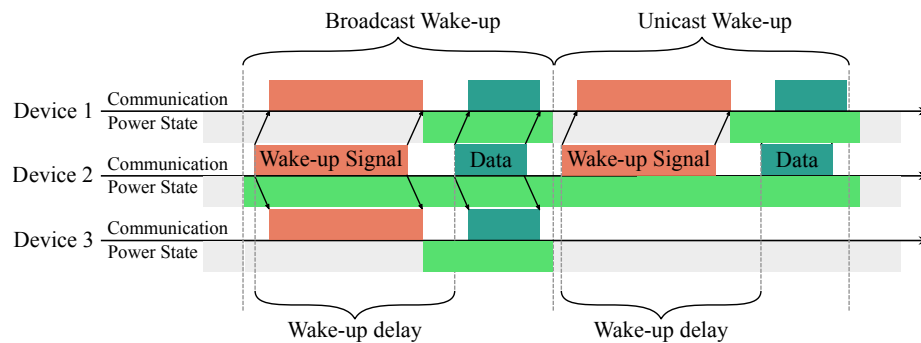 Broadcast Wake-up
Unicast Wake-up
Device 1
Communication
Power State
Wake-up Signal
Data
Wake-up Signal
Data
Device 2
Communication
Power State
Device 3
Communication
Power State
Wake-up delay
Wake-up delay